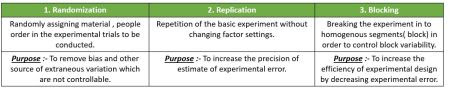 1. Randomization
2. Replication
3. Blocking
Randomly assigning material , people
order in the experimental trials to be
conducted.
Repetition of the basic experiment without
changing factor settings.
Breaking the experiment in to
homogenous segments( block) in
order to control block variability.
Purpose :- To remove bias and other
source of extraneous variation which
are not controllable.
Purpose :- To increase the precision of
estimate of experimental error.
Purpose :- To increase the
efficiency of experimental design
by decreasing experimental error.